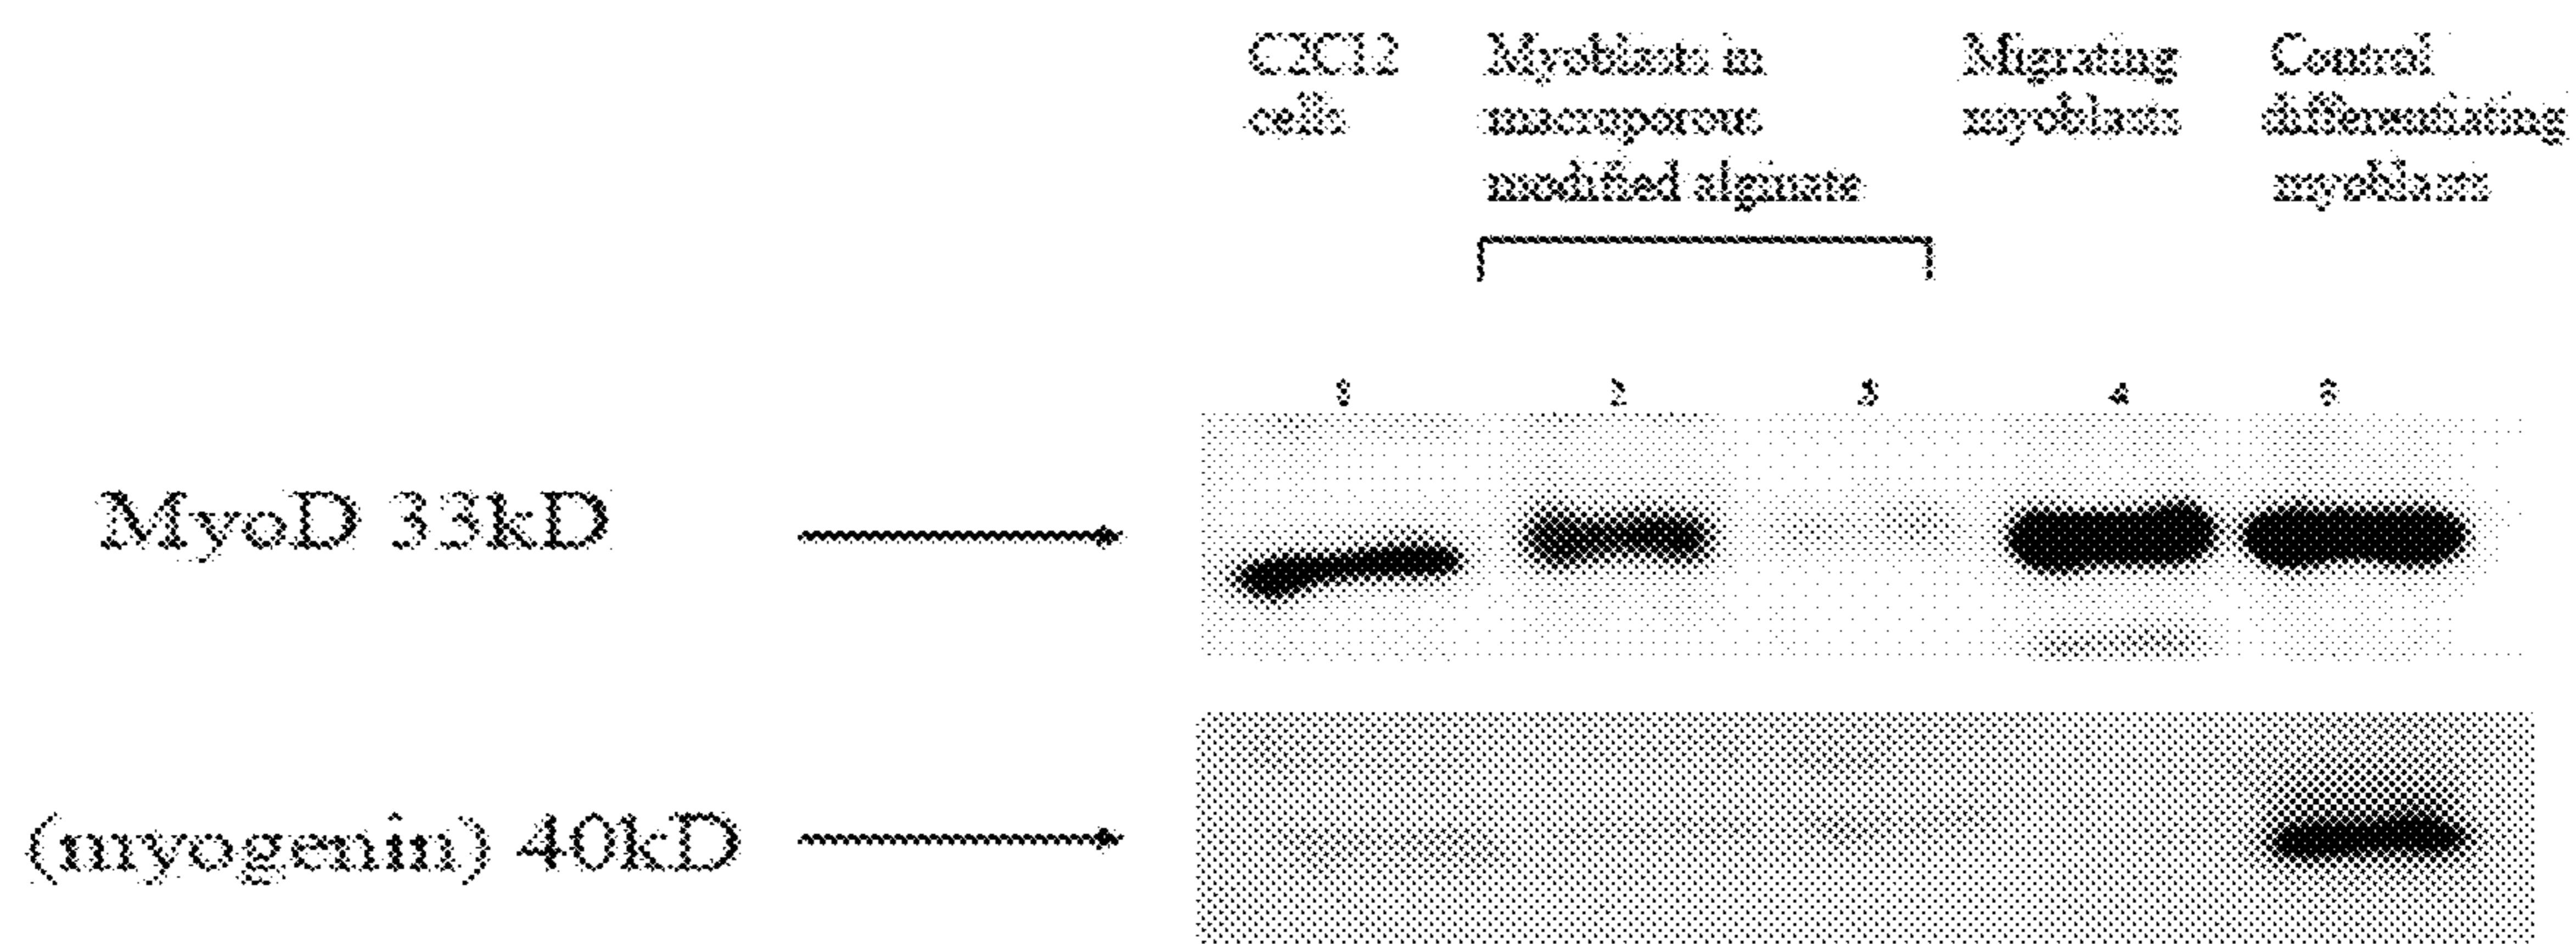 C2C12
cells
Myoblasts in
macroporous
modified alginate
Migrating
myoblasts
Control
differentiating
myoblasts
1 2 3 4 5
MyoD 33kD
(myogenin) 40kD